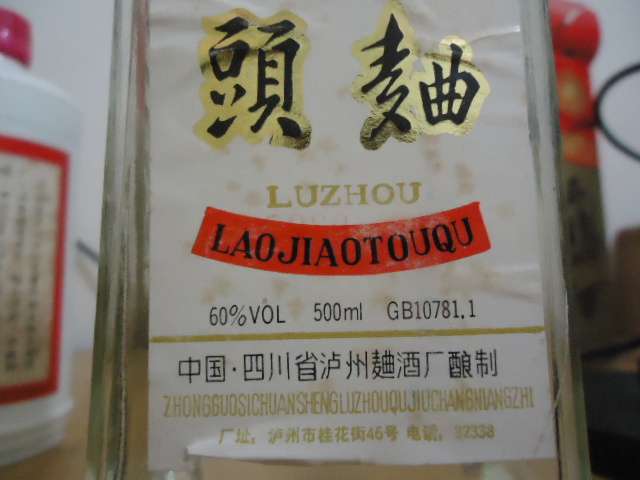 頭麯
LUZHOU
LAOJIAOTOUQU
60%VOL 500ml GB10781.1
中国·四川省泸州麯酒厂酿制
ZHONGGUOSICHUANSHENGLUZHOUQUJIUCHANGNIANGZHI
厂址：泸州市桂花街46号 电话：32338